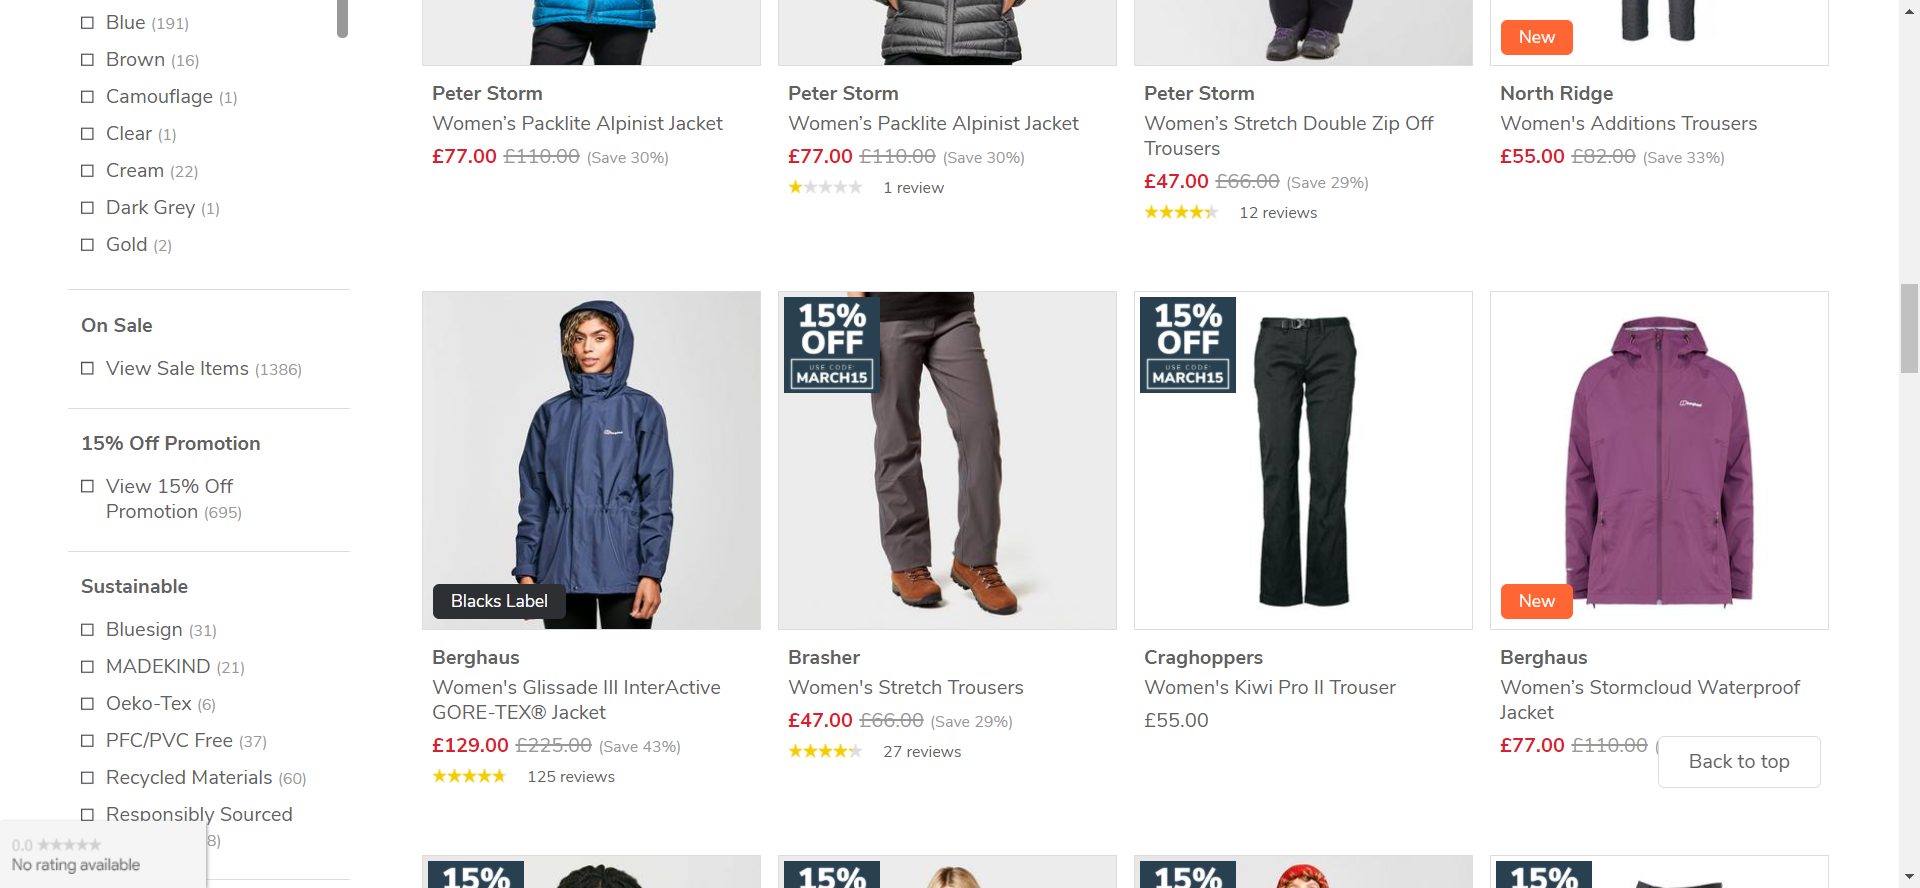 Blue (191)
Brown (16)
Camouflage (1)
Clear (1)
Cream (22)
Dark Grey (1)
Gold (2)
On Sale
View Sale Items (1386)
15% Off Promotion
View 15% Off
Promotion (695)
Sustainable
Bluesign (31)
MADEKIND (21)
Oeko-Tex (6)
PFC/PVC Free (37)
Recycled Materials (60)
Responsibly Sourced
8)
0.0
No rating available
Peter Storm
Women’s Packlite Alpinist Jacket
£77.00 £110.00 (Save 30%)
Peter Storm
Women’s Packlite Alpinist Jacket
£77.00 £110.00 (Save 30%)
1 review
Peter Storm
Women’s Stretch Double Zip Off
Trousers
£47.00 £66.00 (Save 29%)
12 reviews
New
North Ridge
Women's Additions Trousers
£55.00 £82.00 (Save 33%)
Berghaus
Blacks Label
Berghaus
Women's Glissade III InterActive
GORE-TEX® Jacket
£129.00 £225.00 (Save 43%)
125 reviews
15%
OFF
USE CODE
MARCH15
Brasher
Women's Stretch Trousers
£47.00 £66.00 (Save 29%)
27 reviews
15%
OFF
USE CODE
MARCH15
Craghoppers
Women's Kiwi Pro II Trouser
£55.00
Berghaus
New
Berghaus
Women’s Stormcloud Waterproof
Jacket
£77.00 £110.00 (
Back to top
15%
15%
15%
15%